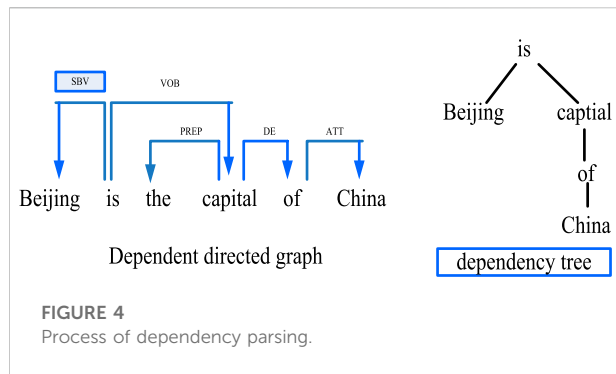 SBV
VOB
PREP
DE
ATT
Beijing is the capital of China
Dependent directed graph
is
Beijing
captial
of
China
dependency tree
FIGURE 4
Process of dependency parsing.